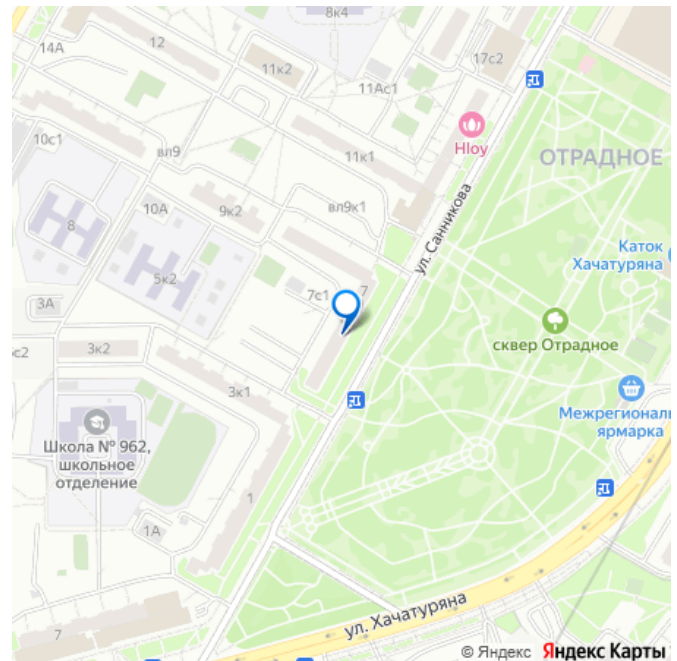 8к4
14А
12
11к2
17с2
11Ас1
Hloy
10с1
вл9
11к1
ОТРАДНОЕ
10А
9к2
вл9к1
ул. Санникова
8
Каток
Хачатуряна
5к2
7с1
7
3А
сквер Отрадное
с2
3к2
3к1
Межрегиональ
ярмарка
Школа № 962,
школьное
отделение
1
1А
ул. Хачатуряна
7
© Яндекс Яндекс Карты